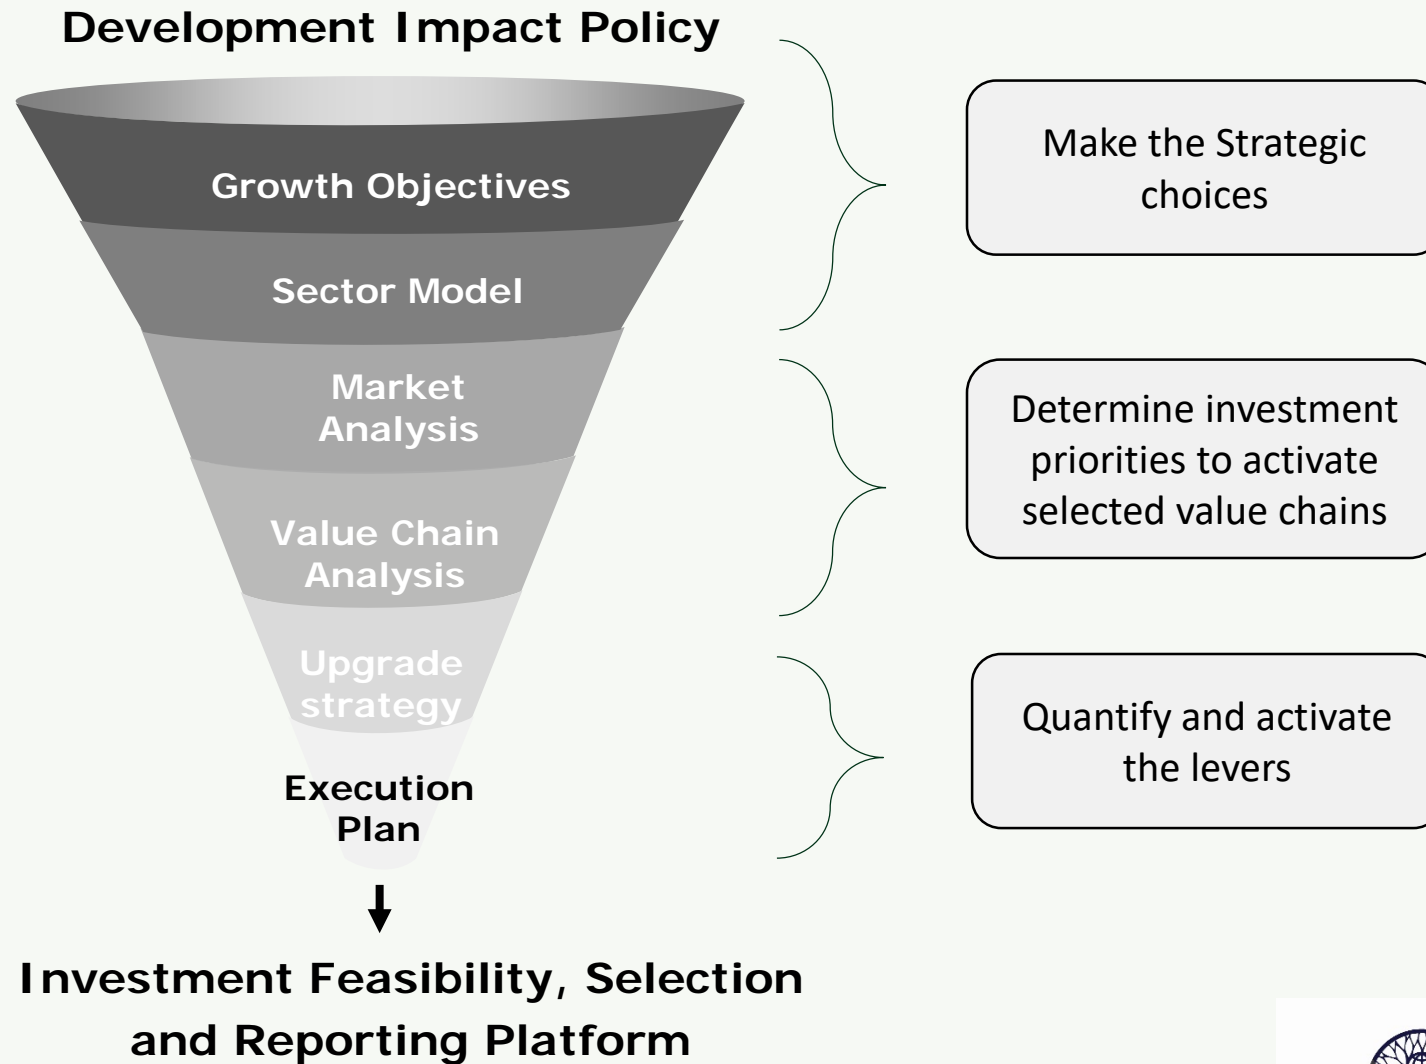 Development Impact Policy
Growth Objectives
Sector Model
Market
Analysis
Value Chain
Analysis
Upgrade
strategy
Execution
Plan
Investment Feasibility, Selection
and Reporting Platform
Make the Strategic
choices
Determine investment
priorities to activate
selected value chains
Quantify and activate
the levers